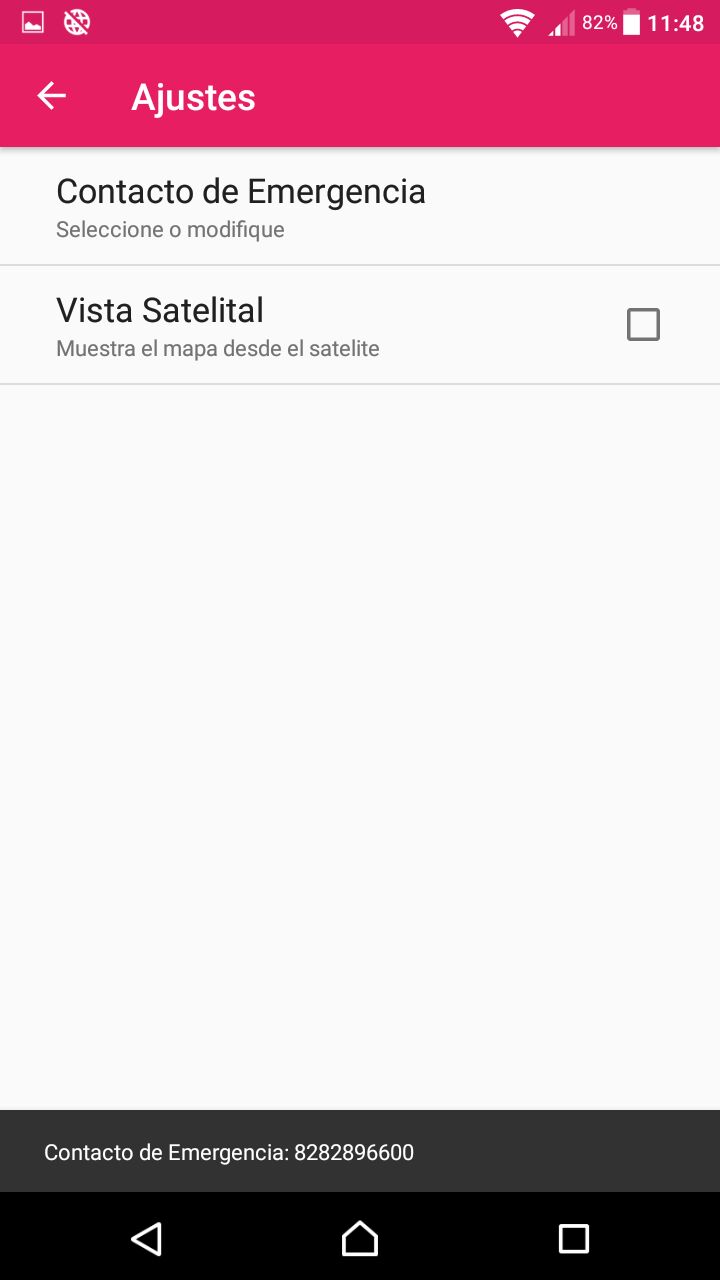 82% 11:48
Ajustes
Contacto de Emergencia
Seleccione o modifique
Vista Satelital
Muestra el mapa desde el satelite
Contacto de Emergencia: 8282896600